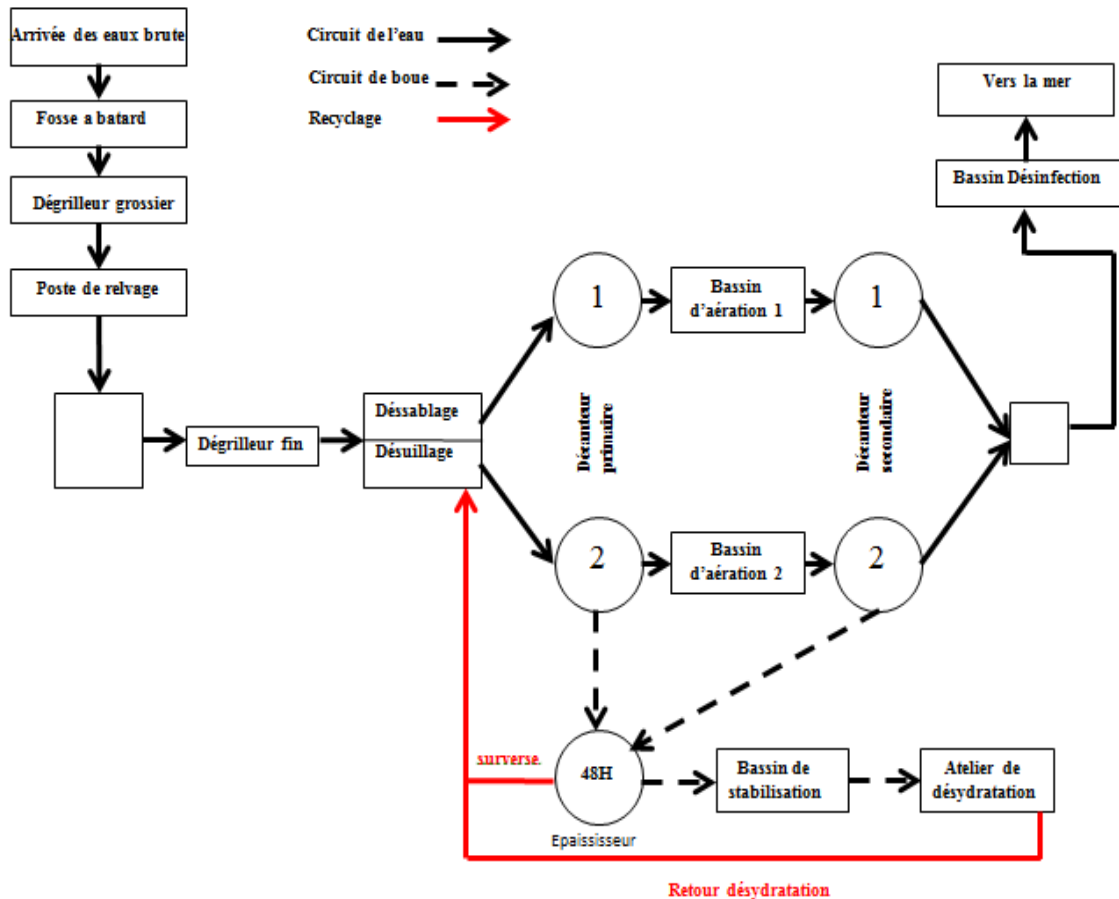 Arrivée des eaux brute
Fosse a batard
Dégrilleur grossier
Poste de relvage
Circuit de l'eau
Circuit de boue
Recyclage
Vers la mer
Bassin Désinfection
Dégrilleur fin
Déssablage
Désuillage
1
Bassin
d'aération 1
1
Décanteur
primaire
Décanteur
secondaire
2
Bassin
d'aération 2
2
surverse.
48H
Epaississeur
Bassin de
stabilisation
Atelier de
désydratation
Retour désydratation